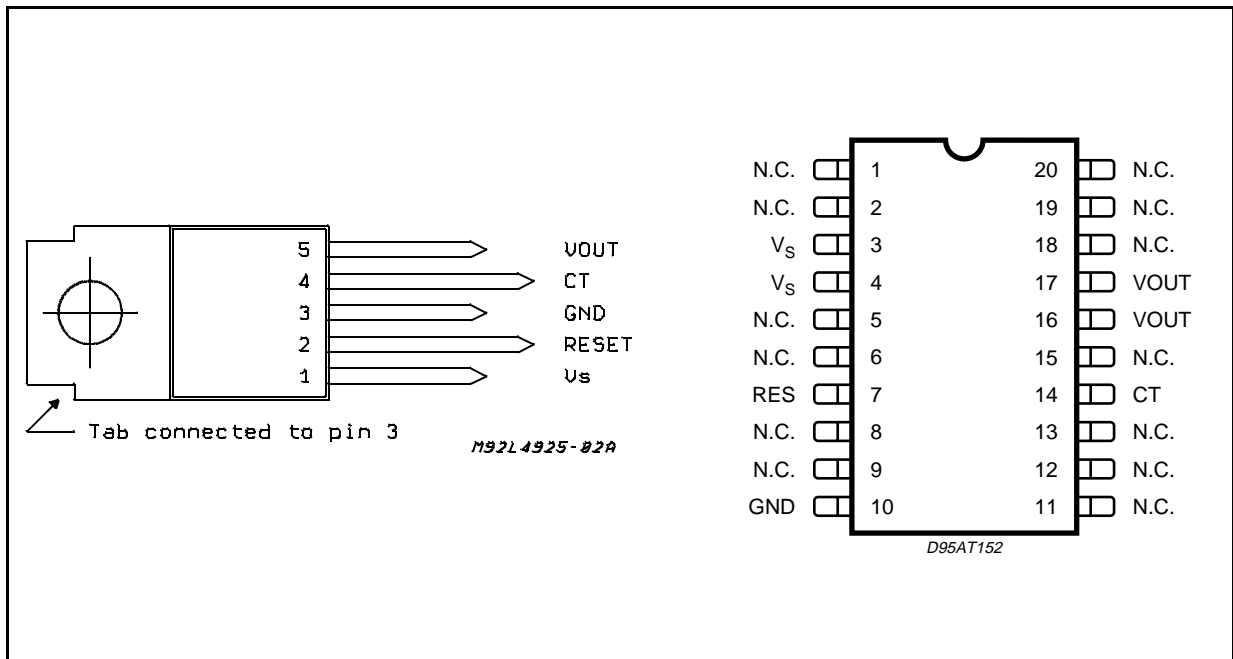 5 VOUT
4 CT
3 GND
2 RESET
1 Vs
Tab connected to pin 3
M92L4925-02A
N.C. 1 20 N.C.
N.C. 2 19 N.C.
VS 3 18 N.C.
VS 4 17 VOUT
N.C. 5 16 VOUT
N.C. 6 15 N.C.
RES 7 14 CT
N.C. 8 13 N.C.
N.C. 9 12 N.C.
GND 10 11 N.C.
D95AT152